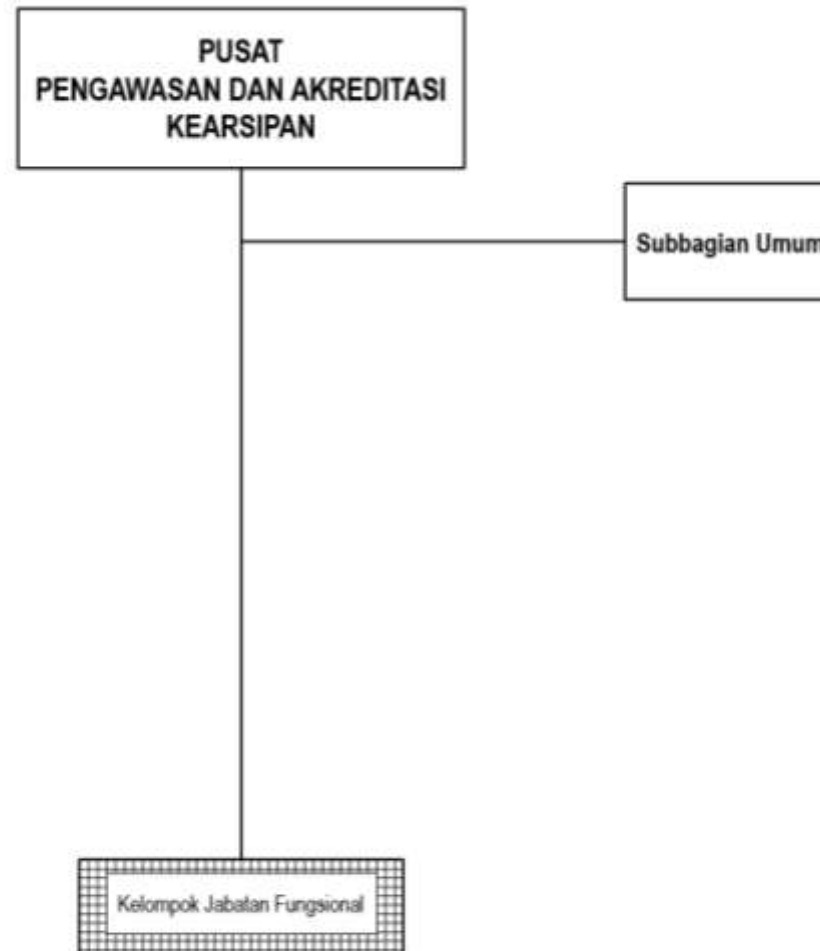 PUSAT
PENGAWASAN DAN AKREDITASI
KEARSIPAN
Subbagian Umum
Kelompok Jabatan Fungsional